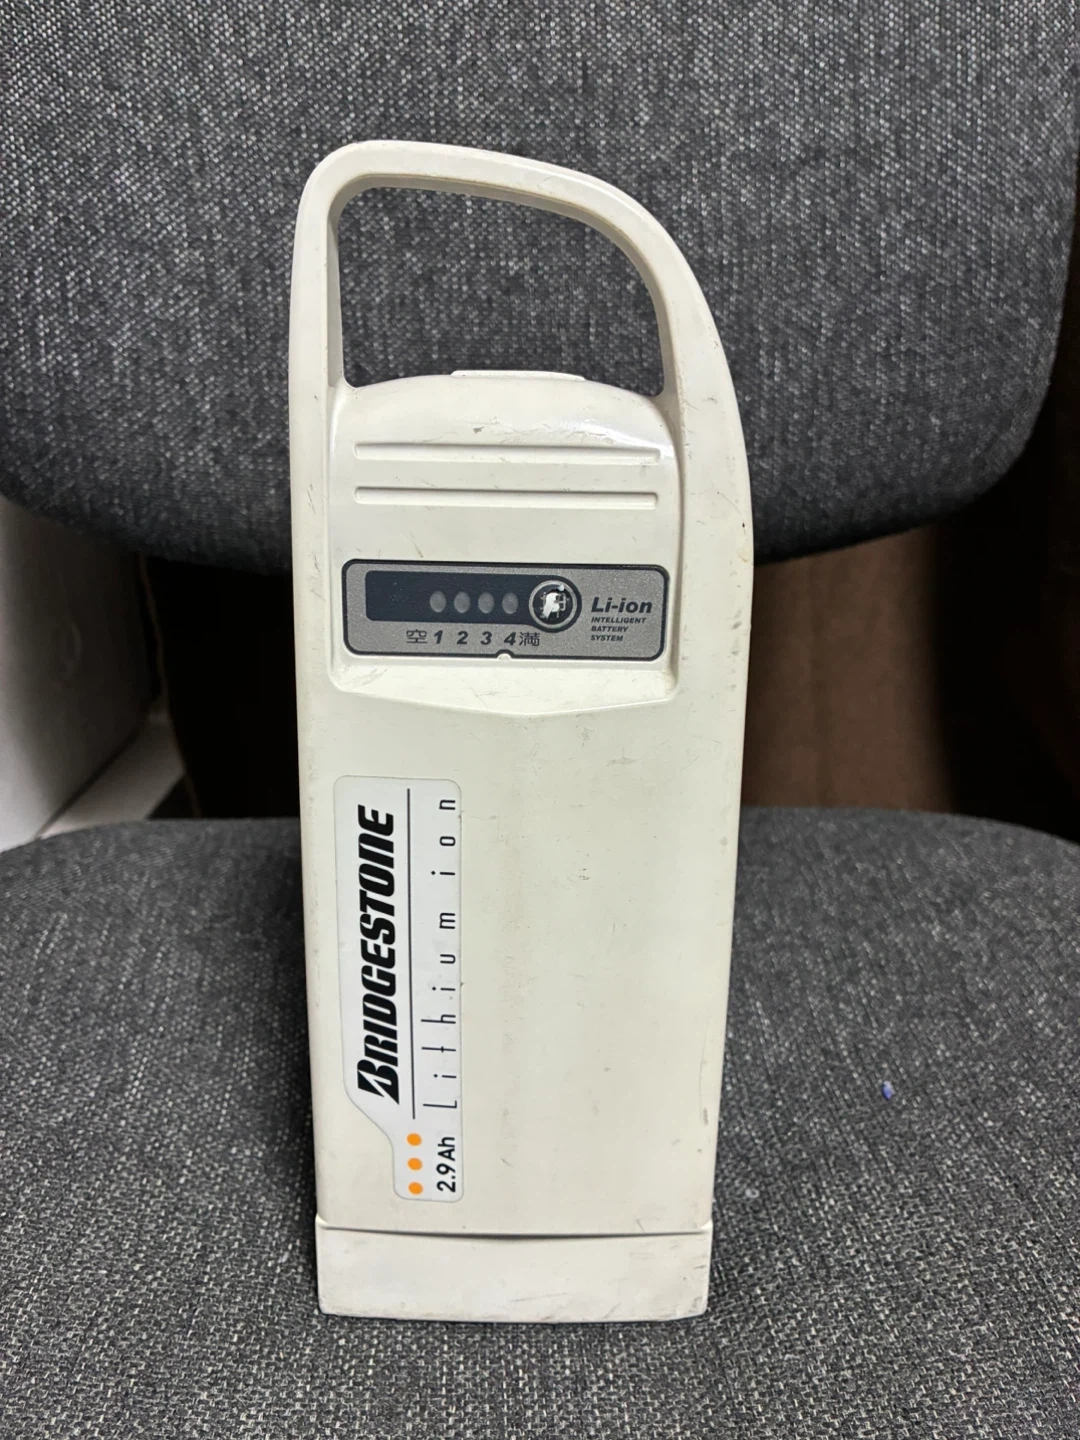 Li-ion
INTELLIGENT
BATTERY
SYSTEM
空 1 2 3 4 満
BRIDGESTONE
Lithium ion
2.9Ah